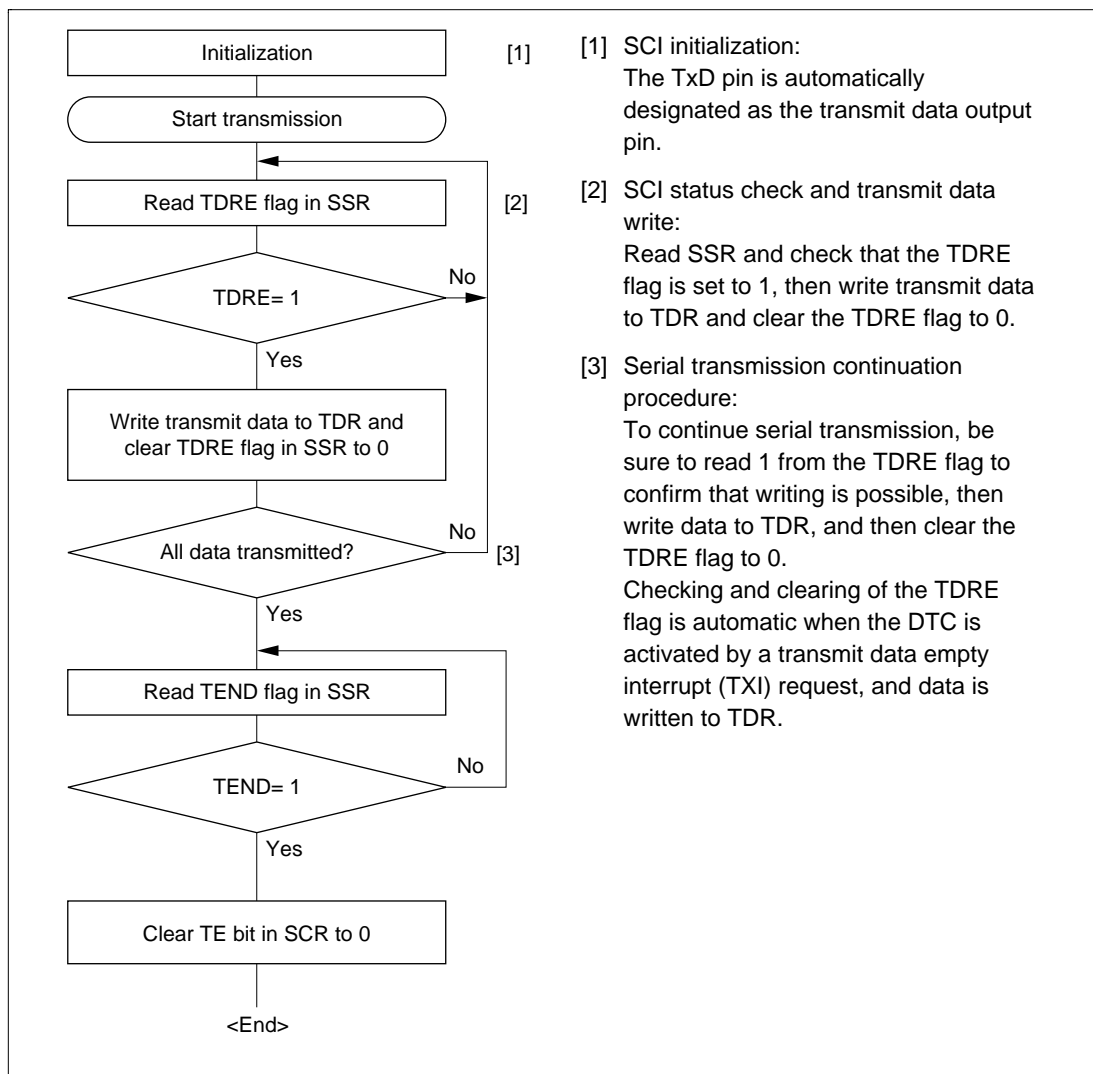 Initialization
[1]
Start transmission
Read TDRE flag in SSR
[2]
TDRE= 1
No
Yes
Write transmit data to TDR and
clear TDRE flag in SSR to 0
All data transmitted?
No
[3]
Yes
Read TEND flag in SSR
TEND= 1
No
Yes
Clear TE bit in SCR to 0
<End>
[1] SCI initialization:
The TxD pin is automatically
designated as the transmit data output
pin.
[2] SCI status check and transmit data
write:
Read SSR and check that the TDRE
flag is set to 1, then write transmit data
to TDR and clear the TDRE flag to 0.
[3] Serial transmission continuation
procedure:
To continue serial transmission, be
sure to read 1 from the TDRE flag to
confirm that writing is possible, then
write data to TDR, and then clear the
TDRE flag to 0.
Checking and clearing of the TDRE
flag is automatic when the DTC is
activated by a transmit data empty
interrupt (TXI) request, and data is
written to TDR.